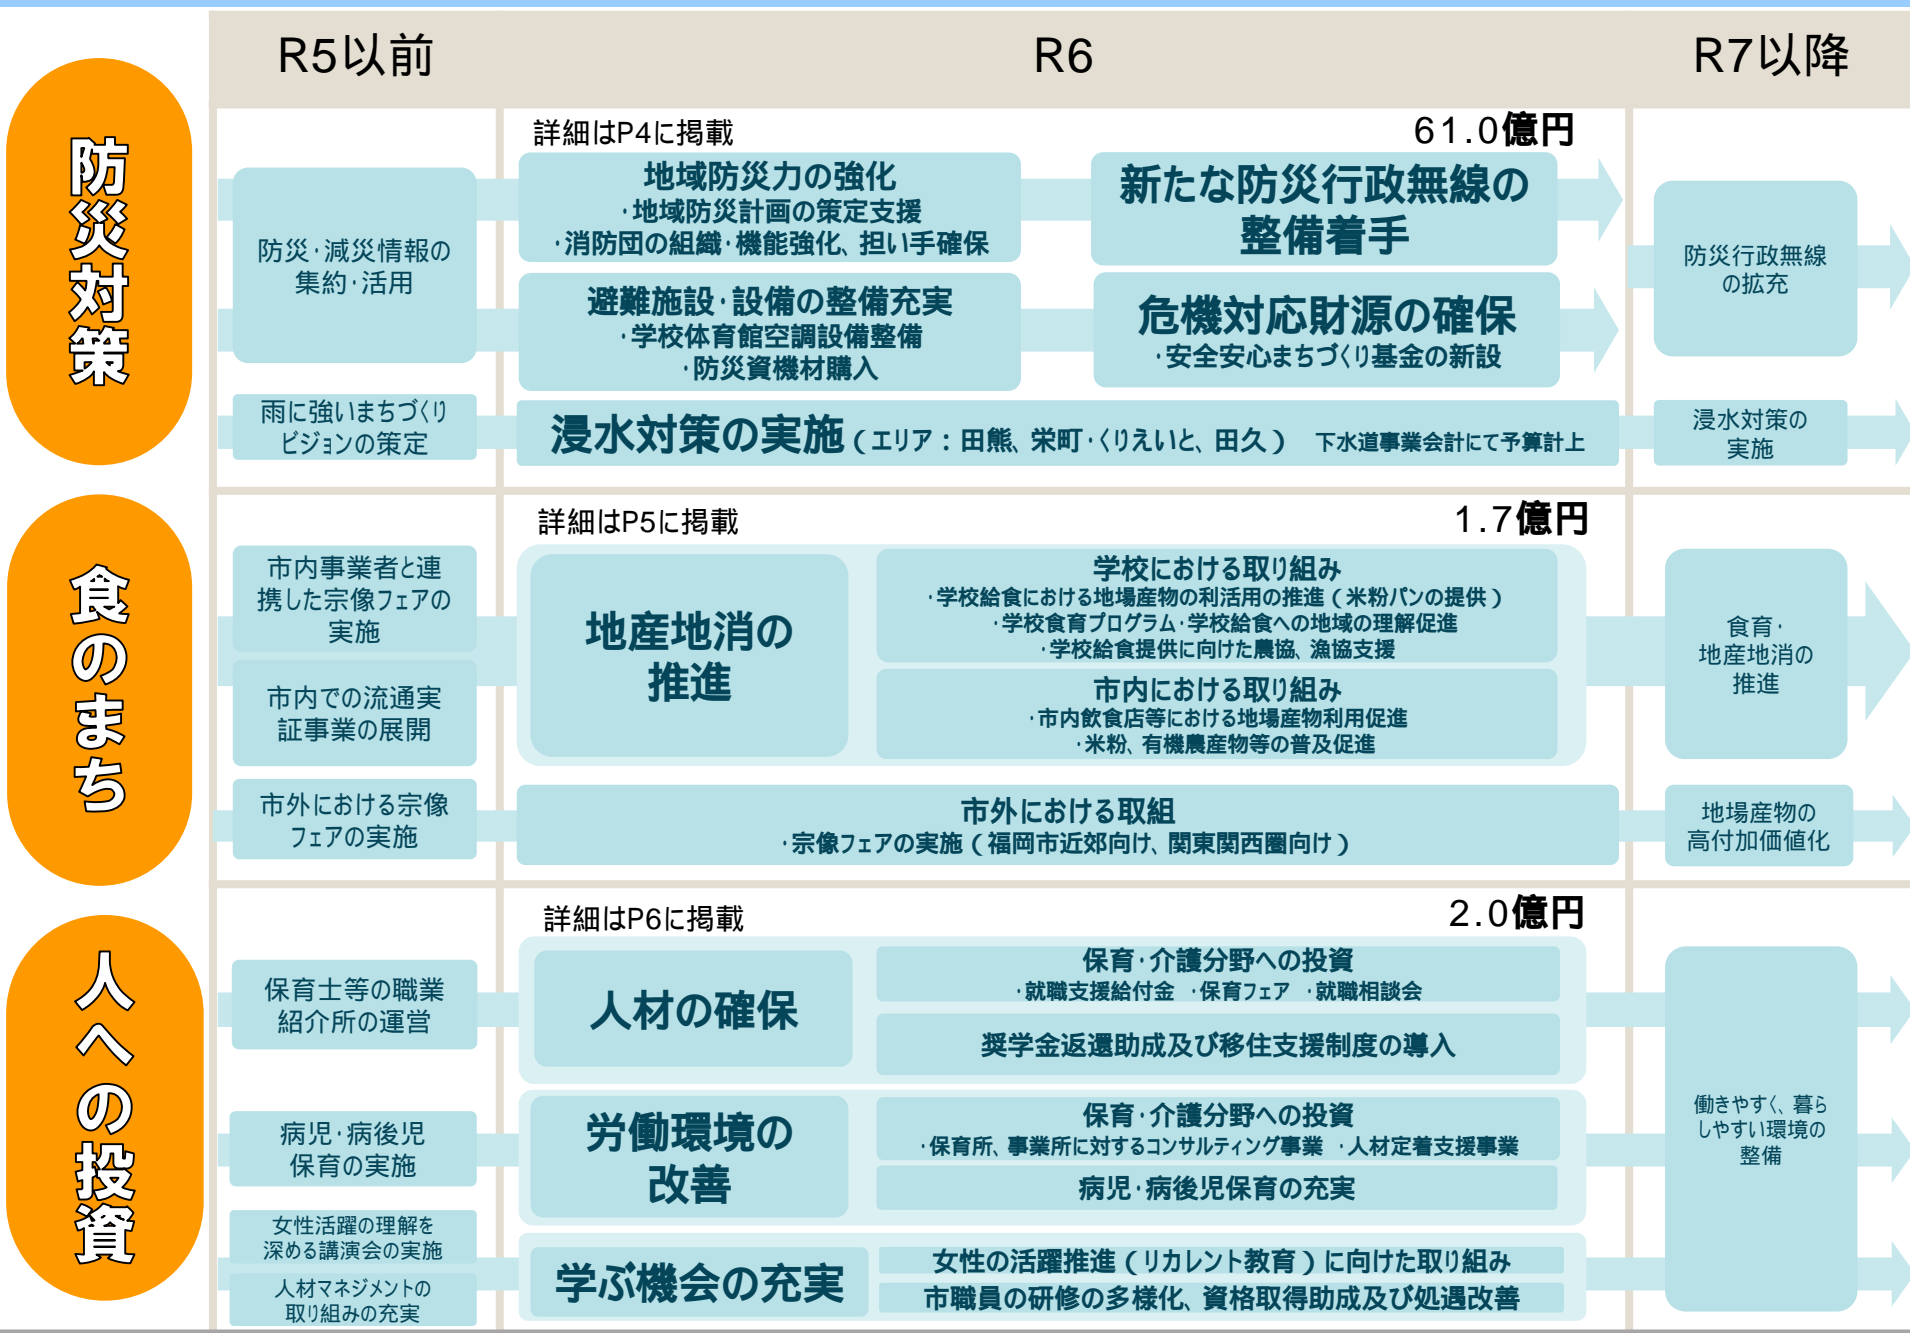 R5以前
R6
R7以降
防災対策
詳細はP4に掲載
61.0億円
防災・減災情報の
集約・活用
地域防災力の強化
・地域防災計画の策定支援
・消防団の組織・機能強化、担い手確保
新たな防災行政無線の
整備着手
避難施設・設備の整備充実
・学校体育館空調設備整備
・防災資機材購入
危機対応財源の確保
・安全安心まちづくり基金の新設
防災行政無線
の拡充
雨に強いまちづくり
ビジョンの策定
浸水対策の実施（エリア：田熊、栄町・くりえいと、田久） 下水道事業会計にて予算計上
浸水対策の
実施
食のまち
詳細はP5に掲載
1.7億円
市内事業者と連
携した宗像フェアの
実施
市内での流通実
証事業の展開
地産地消の
推進
学校における取り組み
・学校給食における地場産物の利活用の推進（米粉パンの提供）
・学校食育プログラム・学校給食への地域の理解促進
・学校給食提供に向けた農協、漁協支援
市内における取り組み
・市内飲食店等における地場産物利用促進
・米粉、有機農産物等の普及促進
食育・
地産地消の
推進
市外における宗像
フェアの実施
市外における取組
・宗像フェアの実施（福岡市近郊向け、関東関西圏向け）
地場産物の
高付加価値化
人への投資
詳細はP6に掲載
2.0億円
保育士等の職業
紹介所の運営
人材の確保
保育・介護分野への投資
・就職支援給付金 ・保育フェア ・就職相談会
奨学金返還助成及び移住支援制度の導入
病児・病後児
保育の実施
労働環境の
改善
保育・介護分野への投資
・保育所、事業所に対するコンサルティング事業 ・人材定着支援事業
病児・病後児保育の充実
働きやすく、暮ら
しやすい環境の
整備
女性活躍の理解を
深める講演会の実施
人材マネジメントの
取り組みの充実
学ぶ機会の充実
女性の活躍推進（リカレント教育）に向けた取り組み
市職員の研修の多様化、資格取得助成及び処遇改善